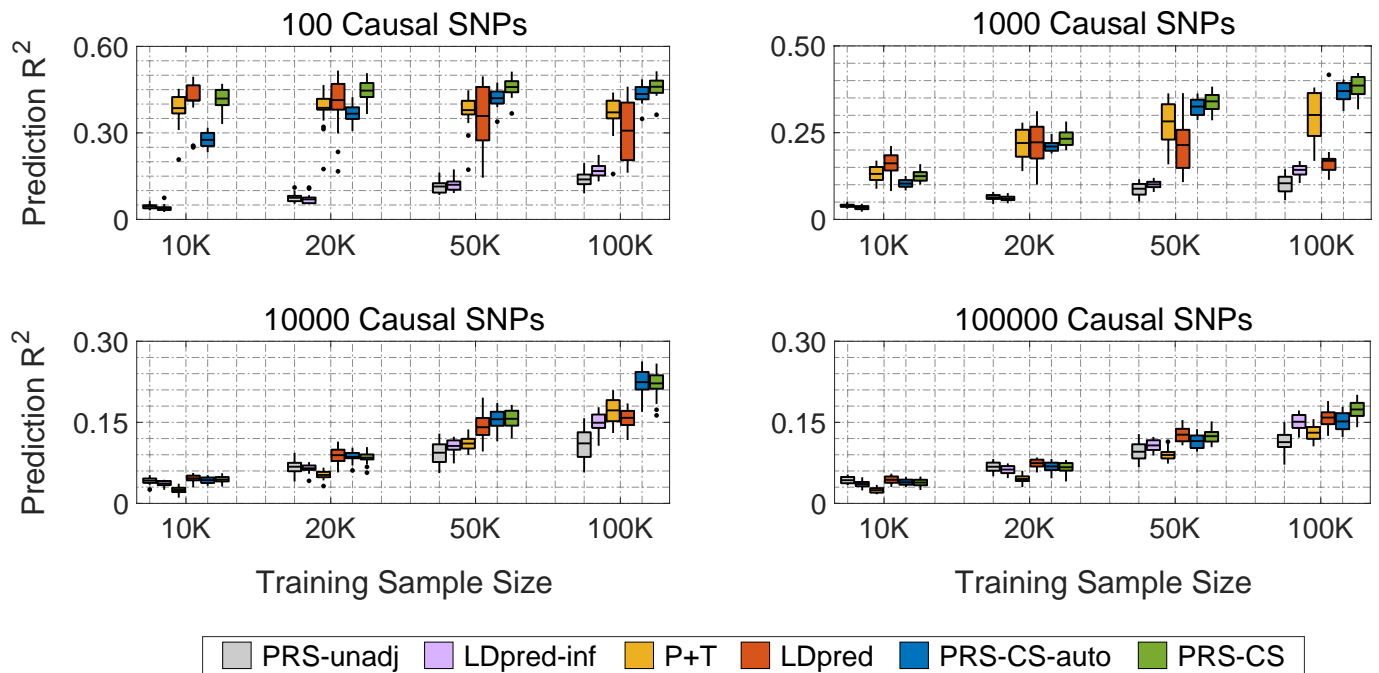 100 Causal SNPs
Prediction R²
0.60
0.30
0
10K 20K 50K 100K
1000 Causal SNPs
0.50
0.25
0
10K 20K 50K 100K
10000 Causal SNPs
Prediction R²
0.30
0.15
0
10K 20K 50K 100K
Training Sample Size
100000 Causal SNPs
0.30
0.15
0
10K 20K 50K 100K
Training Sample Size
PRS-unadj LDpred-inf P+T LDpred PRS-CS-auto PRS-CS